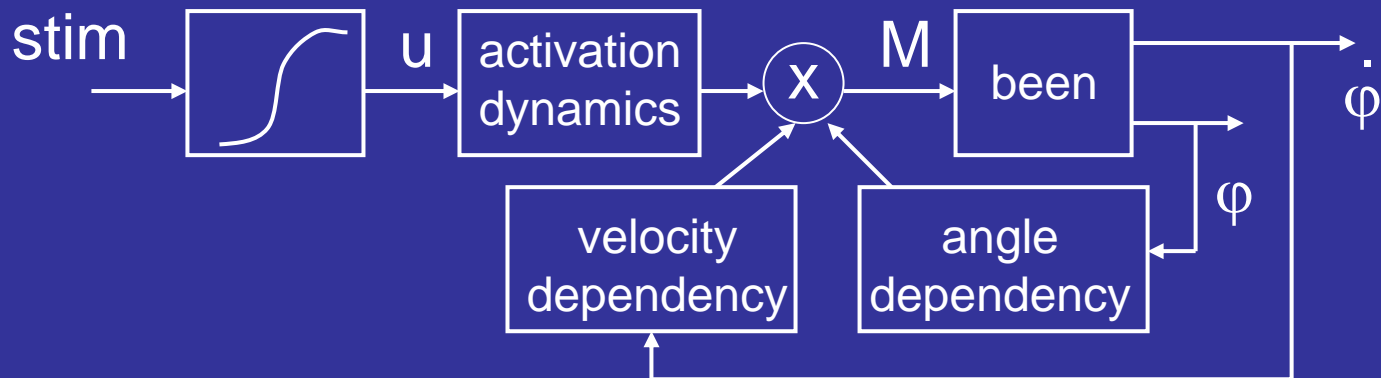 stim
u
activation
dynamics
x
M
been
φ̇
φ
velocity
dependency
angle
dependency